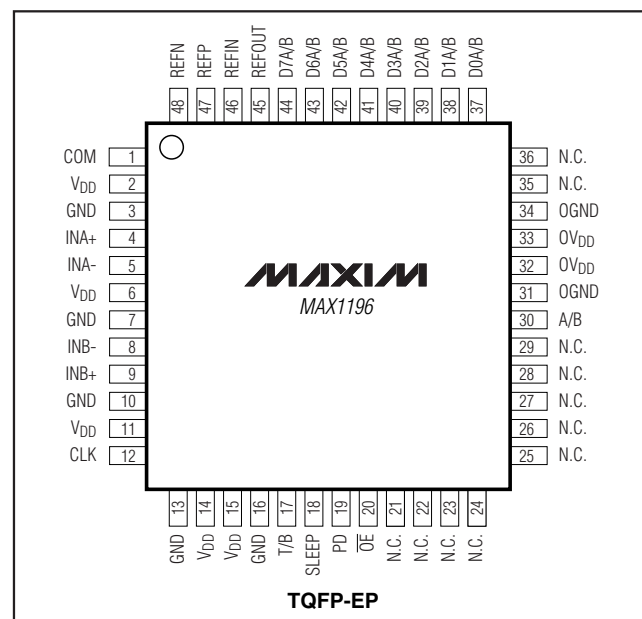 REFN REFP REFIN REFOUT D7A/B D6A/B D5A/B D4A/B D3A/B D2A/B D1A/B D0A/B
48 47 46 45 44 43 42 41 40 39 38 37
COM 1 36 N.C.
VDD 2 35 N.C.
GND 3 34 OGND
INA+ 4 33 OVDD
INA- 5 32 OVDD
VDD 6 31 OGND
GND 7 30 A/B
INB- 8 29 N.C.
INB+ 9 28 N.C.
GND 10 27 N.C.
VDD 11 26 N.C.
CLK 12 25 N.C.
MAXIM
MAX1196
13 14 15 16 17 18 19 20 21 22 23 24
GND VDD VDD GND T/B SLEEP PD OE N.C. N.C. N.C. N.C.
TQFP-EP